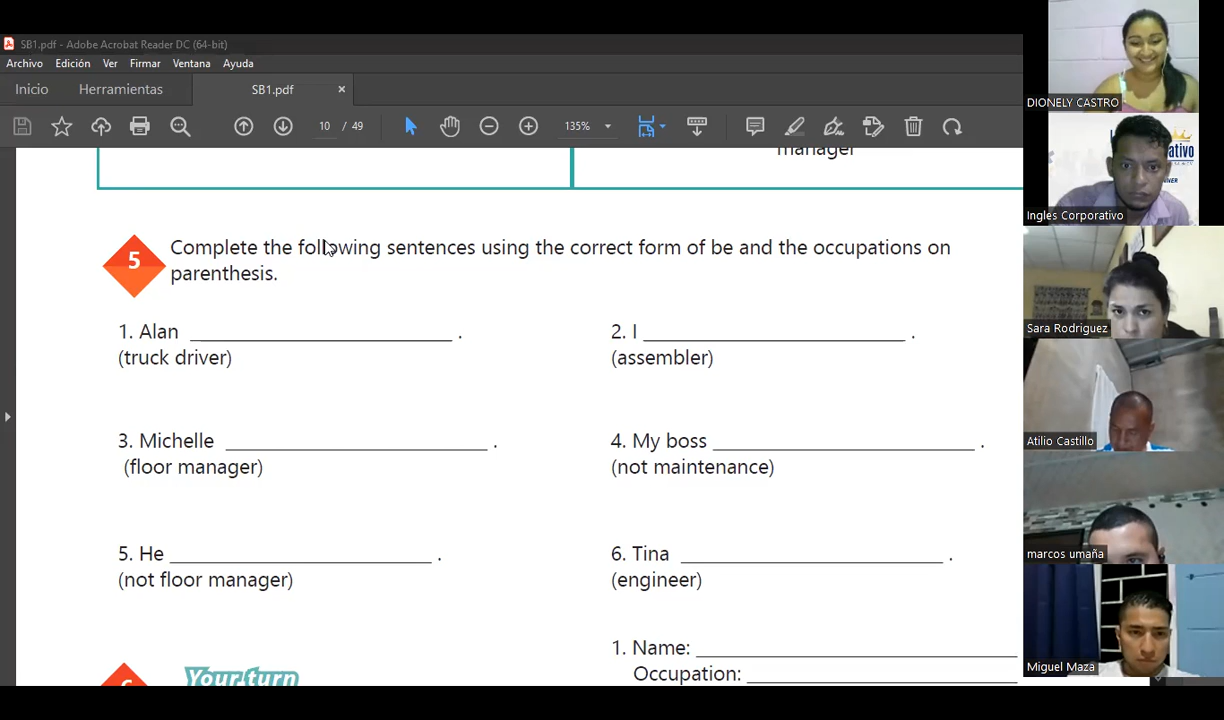 SB1.pdf - Adobe Acrobat Reader DC (64-bit)
Archivo Edición Ver Firmar Ventana Ayuda
Inicio Herramientas SB1.pdf ×
10 / 49 135%
manager
5 Complete the following sentences using the correct form of be and the occupations on
parenthesis.
1. Alan ____________________ .
(truck driver)
2. I ____________________ .
(assembler)
3. Michelle ____________________ .
(floor manager)
4. My boss ____________________ .
(not maintenance)
5. He ____________________ .
(not floor manager)
6. Tina ____________________ .
(engineer)
1. Name: ____________________
Occupation: ____________________
6 Your turn
DIONELY CASTRO
ativo
Inglés Corporativo
Sara Rodriguez
Atilio Castillo
marcos umaña
Miguel Maza